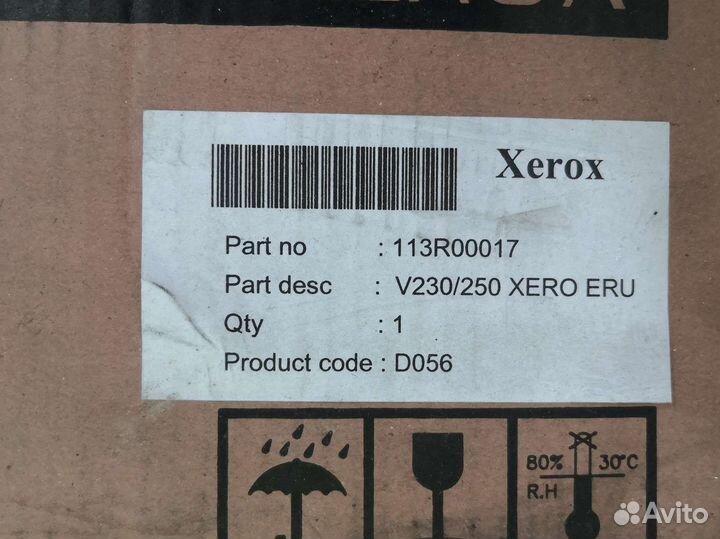 Xerox
Part no : 113R00017
Part desc : V230/250 XERO ERU
Qty : 1
Product code : D056
80% 30°C
R.H
Avito